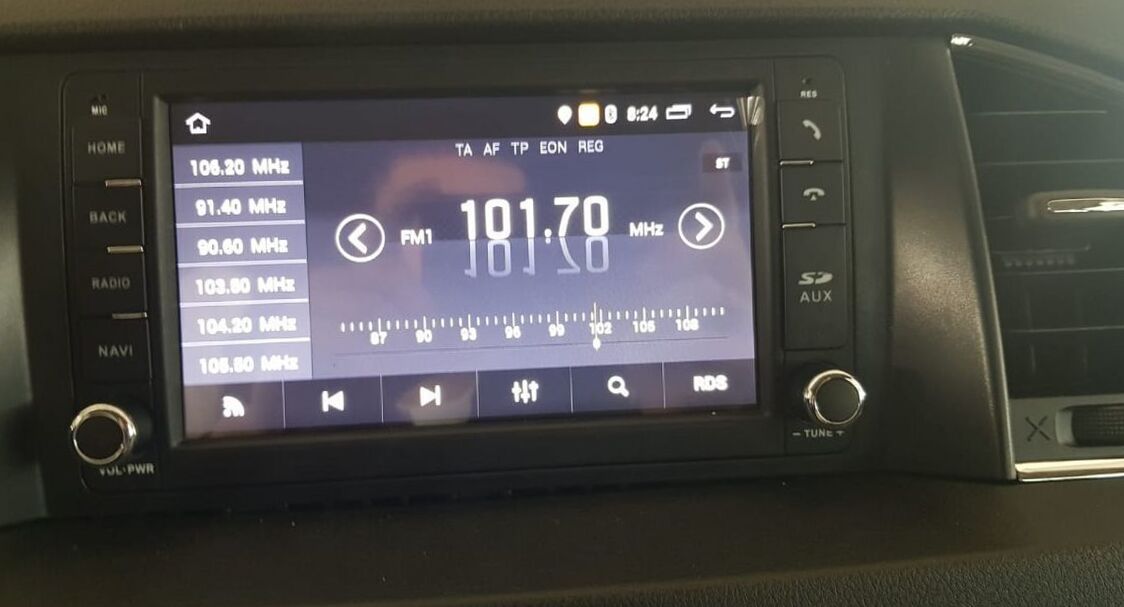 MIC
HOME
BACK
RADIO
NAVI
VOL·PWR
8:24
TA AF TP EON REG
ST
106.20 MHz
91.40 MHz
90.60 MHz
103.80 MHz
104.20 MHz
105.80 MHz
FM1 101.70 MHz
87 90 93 96 99 102 105 108
RDS
RES
SD
AUX
− TUNE +